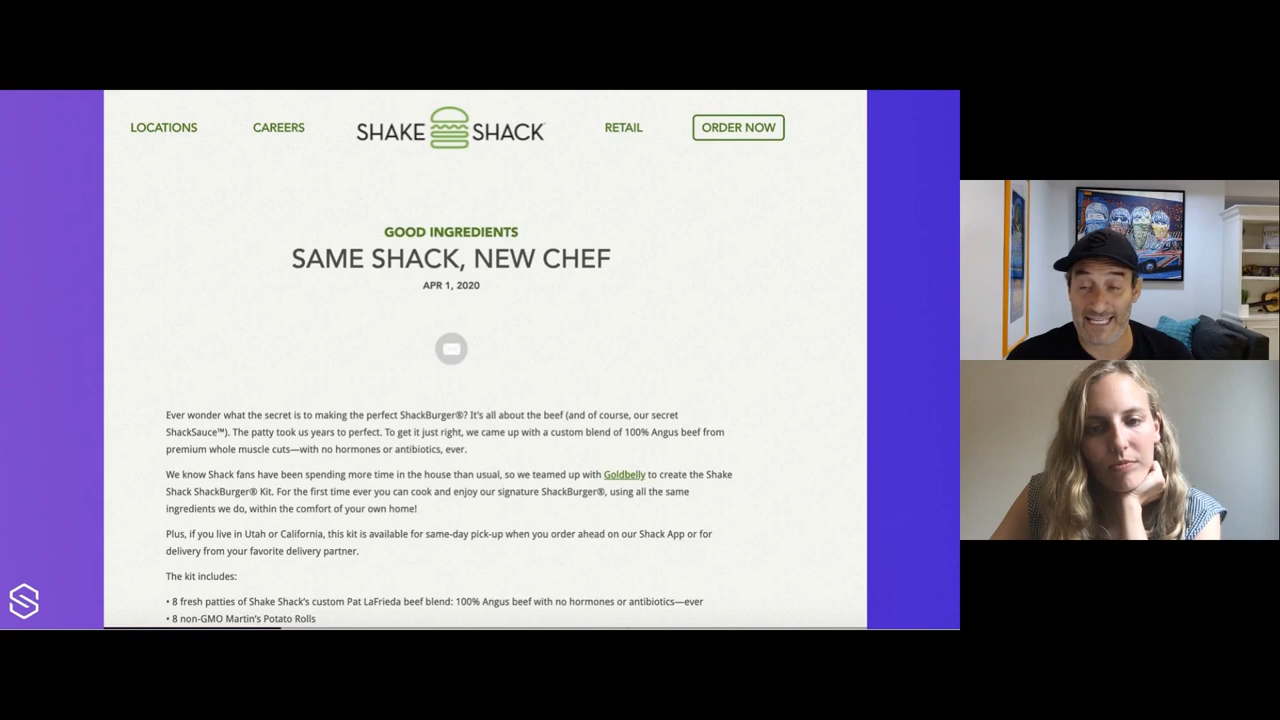 LOCATIONS CAREERS SHAKE SHACK RETAIL ORDER NOW
GOOD INGREDIENTS
SAME SHACK, NEW CHEF
APR 1, 2020
Ever wonder what the secret is to making the perfect ShackBurger®? It's all about the beef (and of course, our secret
ShackSauce™). The patty took us years to perfect. To get it just right, we came up with a custom blend of 100% Angus beef from
premium whole muscle cuts—with no hormones or antibiotics, ever.
We know Shack fans have been spending more time in the house than usual, so we teamed up with Goldbelly to create the Shake
Shack ShackBurger® Kit. For the first time ever you can cook and enjoy our signature ShackBurger®, using all the same
ingredients we do, within the comfort of your own home!
Plus, if you live in Utah or California, this kit is available for same-day pick-up when you order ahead on our Shack App or for
delivery from your favorite delivery partner.
The kit includes:
• 8 fresh patties of Shake Shack's custom Pat LaFrieda beef blend: 100% Angus beef with no hormones or antibiotics—ever
• 8 non-GMO Martin's Potato Rolls